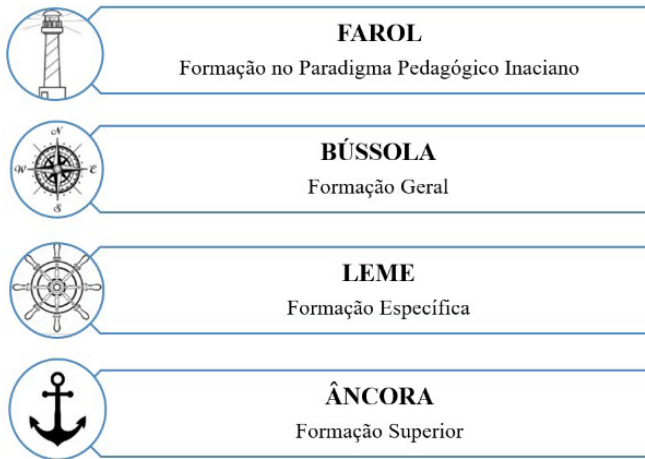 FAROL
Formação no Paradigma Pedagógico Inaciano
N
W
E
S
BÚSSOLA
Formação Geral
LEME
Formação Específica
ÂNCORA
Formação Superior